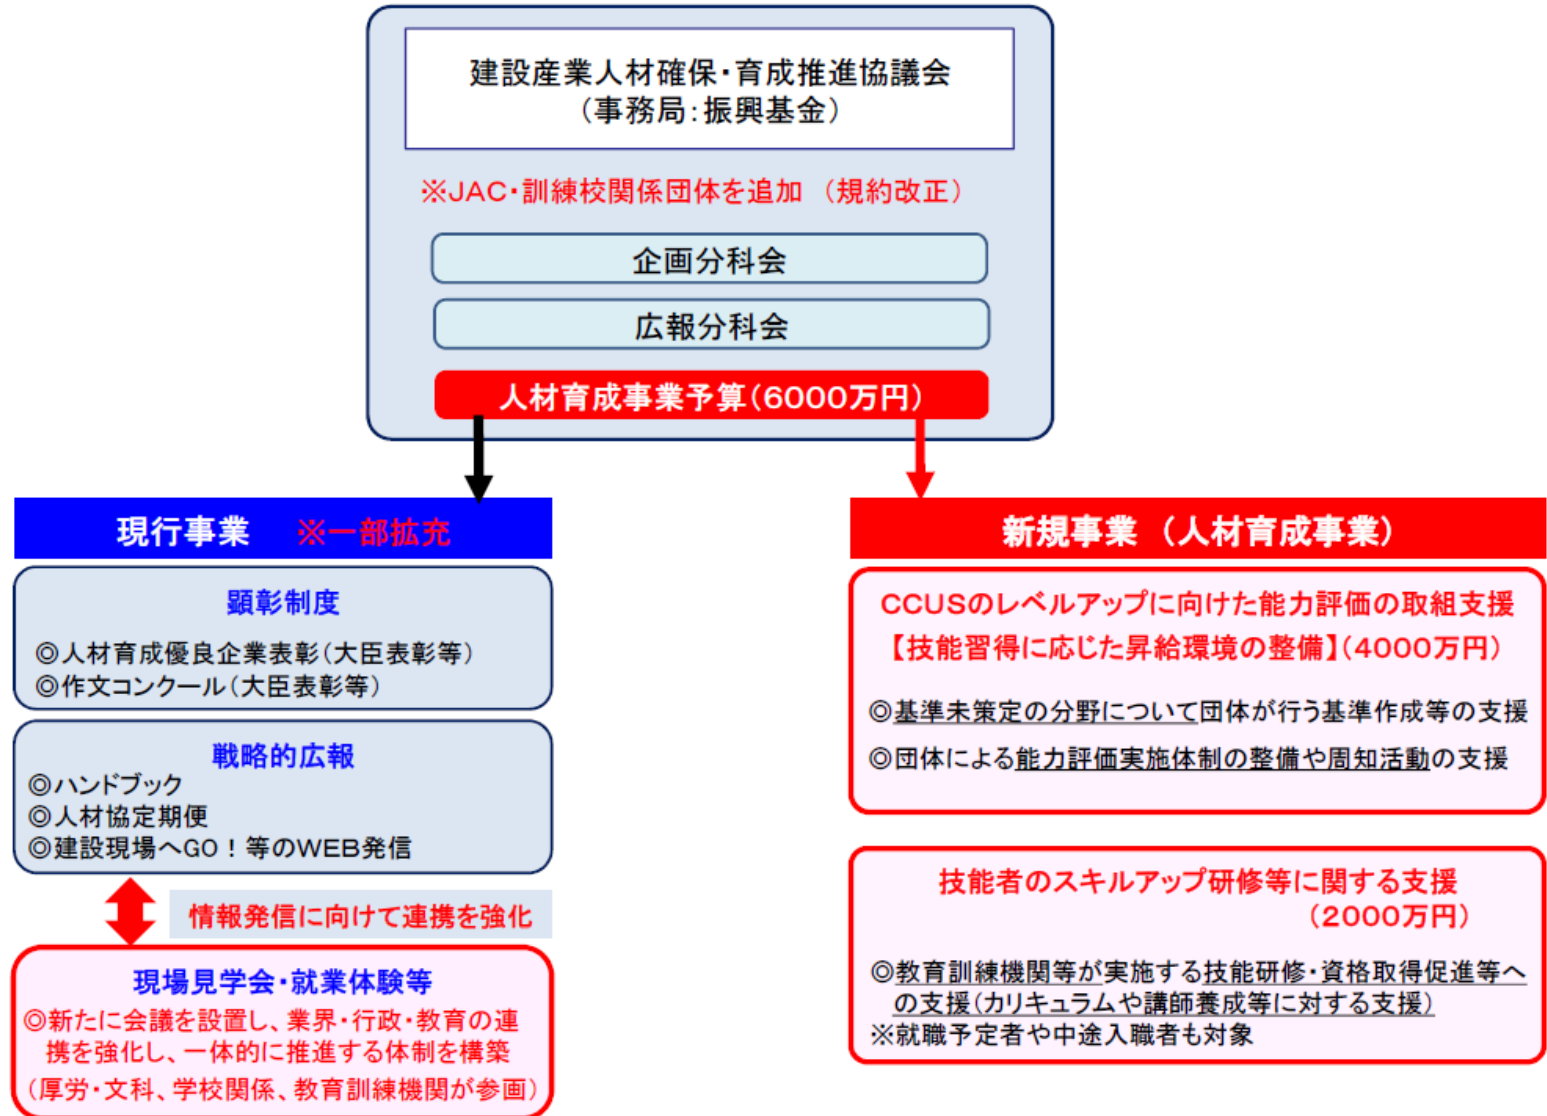 建設産業人材確保・育成推進協議会
（事務局：振興基金）
※JAC・訓練校関係団体を追加 （規約改正）
企画分科会
広報分科会
人材育成事業予算（6000万円）
現行事業 ※一部拡充
顕彰制度
◎人材育成優良企業表彰（大臣表彰等）
◎作文コンクール（大臣表彰等）
戦略的広報
◎ハンドブック
◎人材協定期便
◎建設現場へGO！等のWEB発信
情報発信に向けて連携を強化
現場見学会・就業体験等
◎新たに会議を設置し、業界・行政・教育の連
携を強化し、一体的に推進する体制を構築
（厚労・文科、学校関係、教育訓練機関が参画）
新規事業 （人材育成事業）
CCUSのレベルアップに向けた能力評価の取組支援
【技能習得に応じた昇給環境の整備】（4000万円）
◎基準未策定の分野について団体が行う基準作成等の支援
◎団体による能力評価実施体制の整備や周知活動の支援
技能者のスキルアップ研修等に関する支援
（2000万円）
◎教育訓練機関等が実施する技能研修・資格取得促進等へ
の支援（カリキュラムや講師養成等に対する支援）
※就職予定者や中途入職者も対象